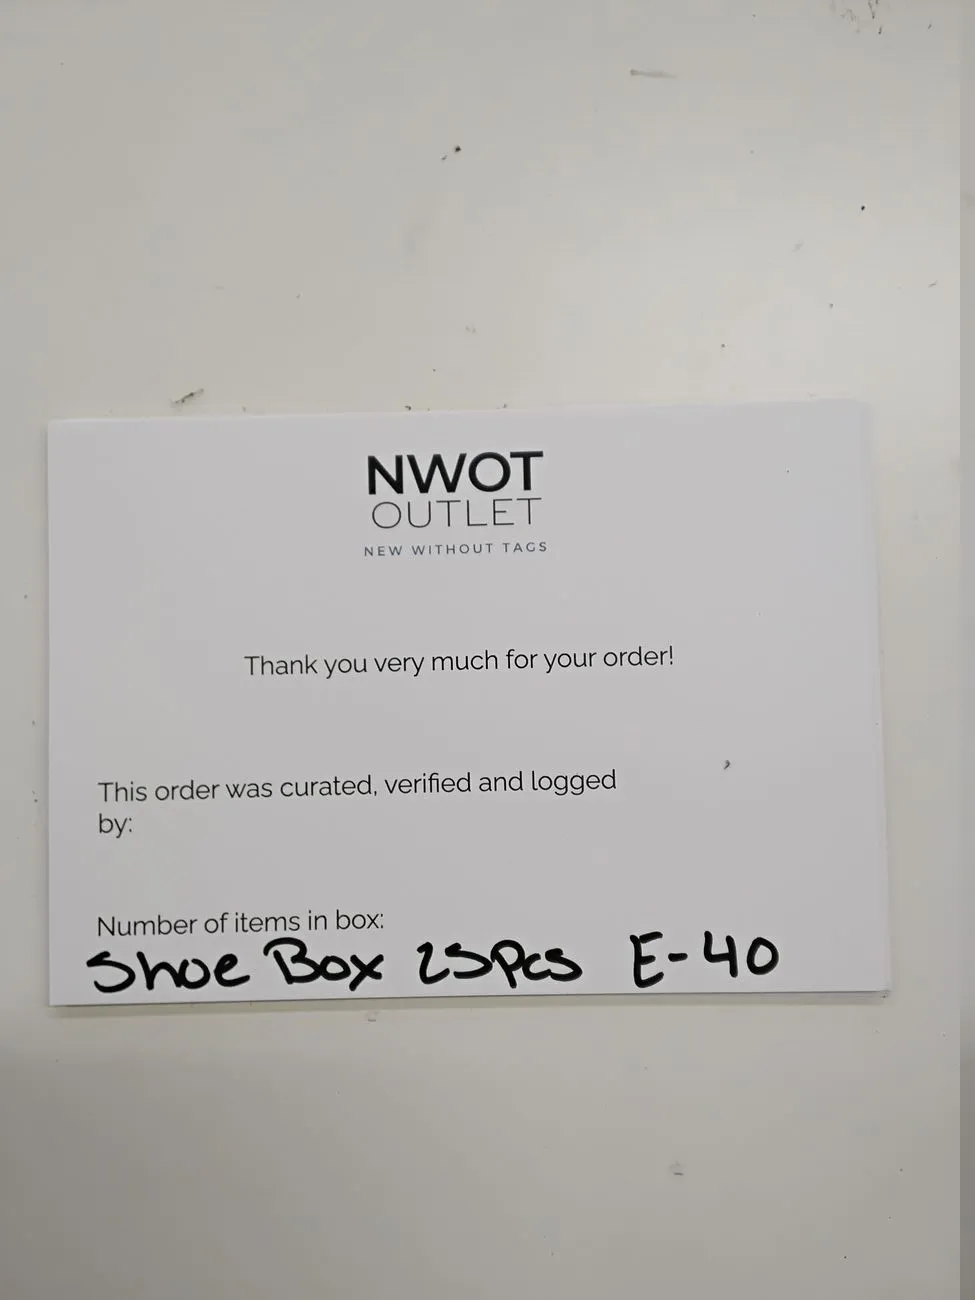 NWOT
OUTLET
NEW WITHOUT TAGS
Thank you very much for your order!
This order was curated, verified and logged
by:
Number of items in box:
Shoe Box 25Pcs E-40